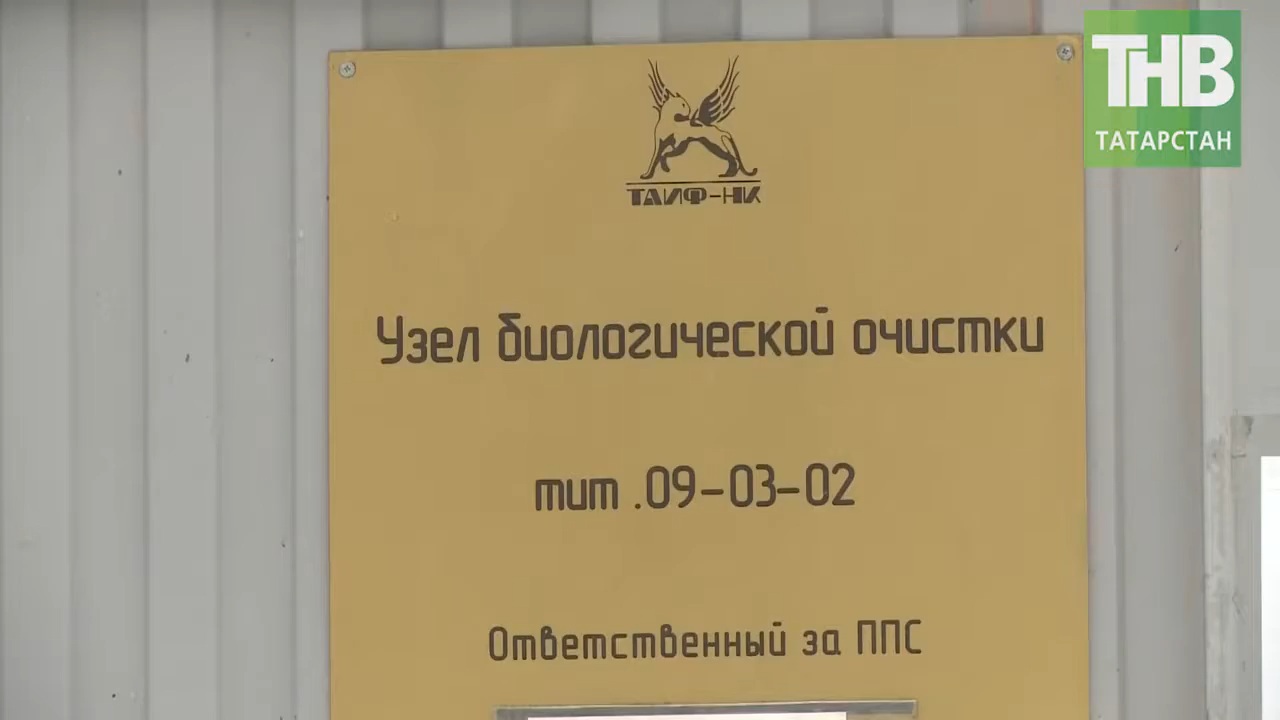 ТНВ
ТАТАРСТАН
ТАИФ-НК
Узел биологической очистки
тит .09-03-02
Ответственный за ППС